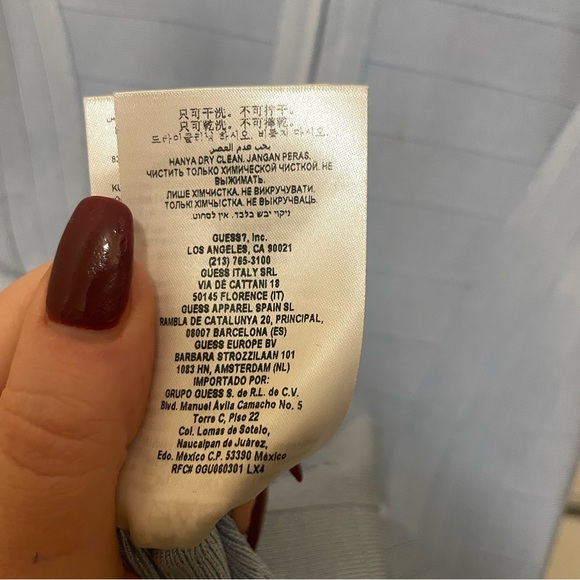 只可干洗。不可拧干。
只可乾洗。不可擰乾。
드라이클리닝 하시오. 비틀지 마시오.
يجب عدم العصر
HANYA DRY CLEAN. JANGAN PERAS.
ЧИСТИТЬ ТОЛЬКО ХИМИЧЕСКОЙ ЧИСТКОЙ. НЕ
ВЫЖИМАТЬ.
ЛИШЕ ХІМЧИСТКА. НЕ ВИКРУЧУВАТИ.
ТОЛЬКІ ХІМЧЫСТКА. НЕ ВЫКРУЧВАЦЬ.
ניקוי יבש בלבד. אין לסחוט.
GUESS?, Inc.
LOS ANGELES, CA 90021
(213) 765-3100
GUESS ITALY SRL
VIA DE CATTANI 18
50145 FLORENCE (IT)
GUESS APPAREL SPAIN SL
RAMBLA DE CATALUNYA 20, PRINCIPAL,
08007 BARCELONA (ES)
GUESS EUROPE BV
BARBARA STROZZILAAN 101
1083 HN, AMSTERDAM (NL)
IMPORTADO POR:
GRUPO GUESS S. de R.L. de C.V.
Blvd. Manuel Ávila Camacho No. 5
Torre C, Piso 22
Col. Lomas de Sotelo,
Naucalpan de Juárez,
Edo. México C.P. 53390 México
RFC# GGU060301 LX4